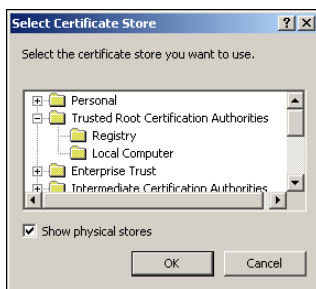 Select Certificate Store
Select the certificate store you want to use.
Personal
Trusted Root Certification Authorities
Registry
Local Computer
Enterprise Trust
Intermediate Certification Authorities
Show physical stores
OK Cancel